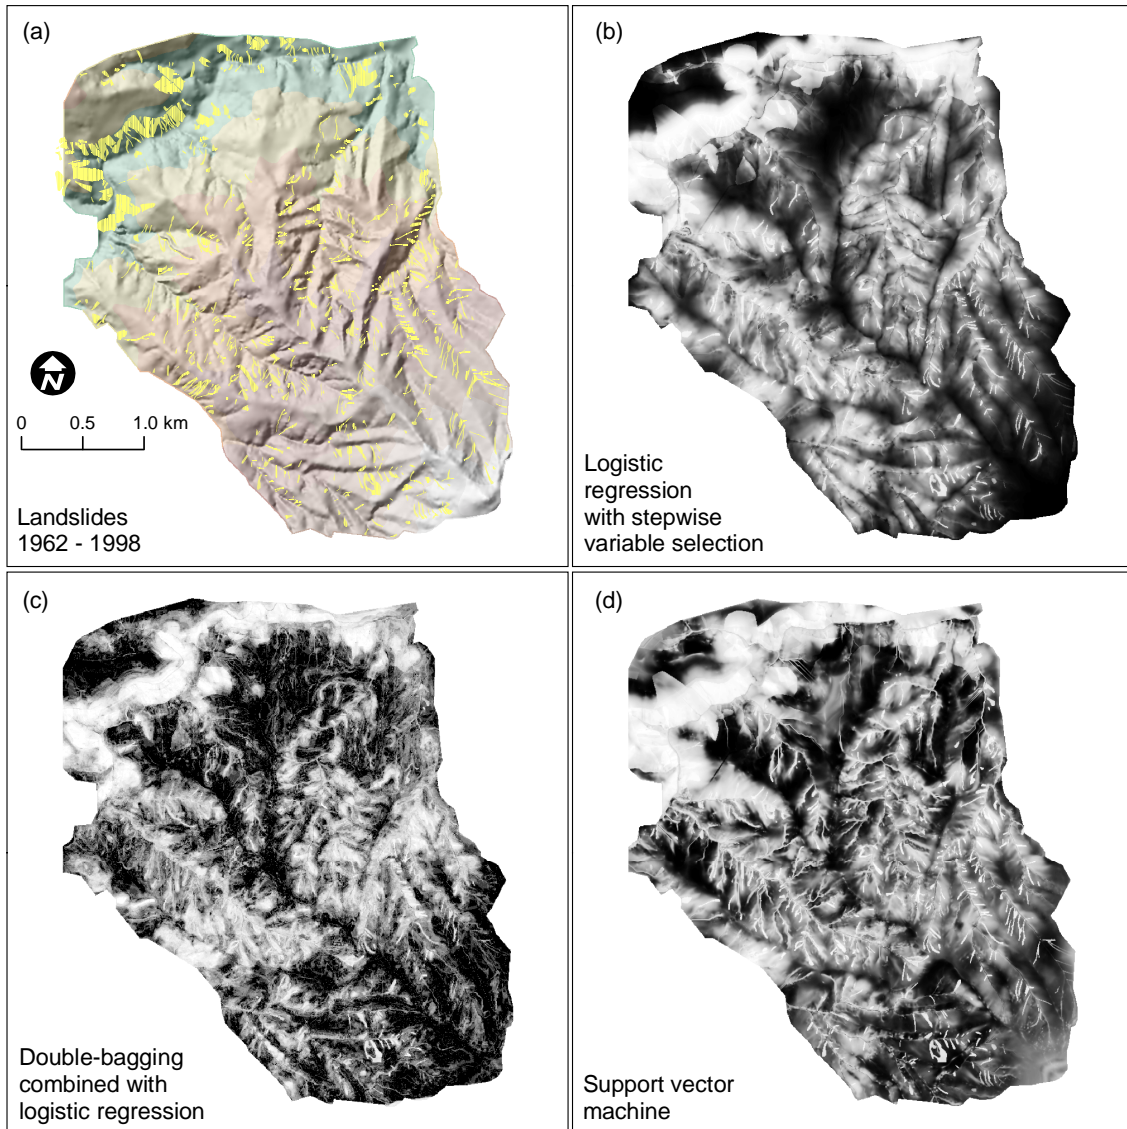 (a)
N
0 0.5 1.0 km
Landslides
1962 - 1998
(b)
Logistic
regression
with stepwise
variable selection
(c)
Double-bagging
combined with
logistic regression
(d)
Support vector
machine